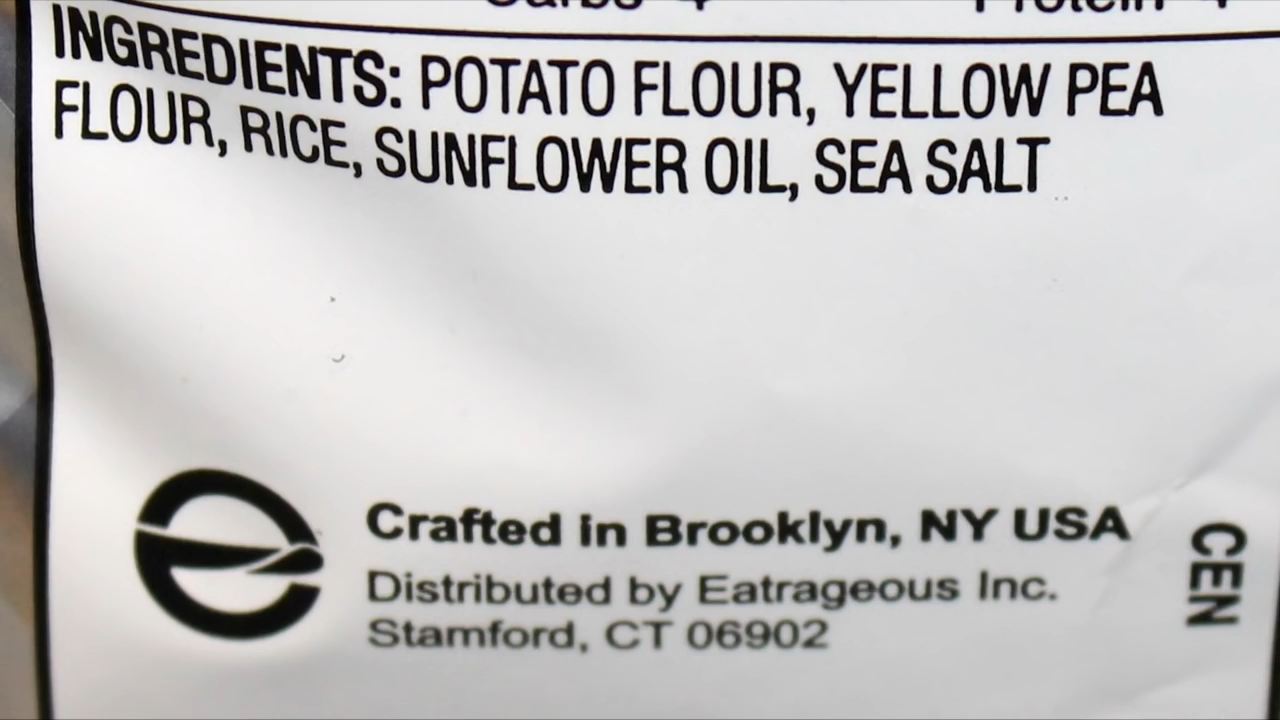 Carbs 4 Protein 4
INGREDIENTS: POTATO FLOUR, YELLOW PEA
FLOUR, RICE, SUNFLOWER OIL, SEA SALT
Crafted in Brooklyn, NY USA
Distributed by Eatrageous Inc.
Stamford, CT 06902
CEN